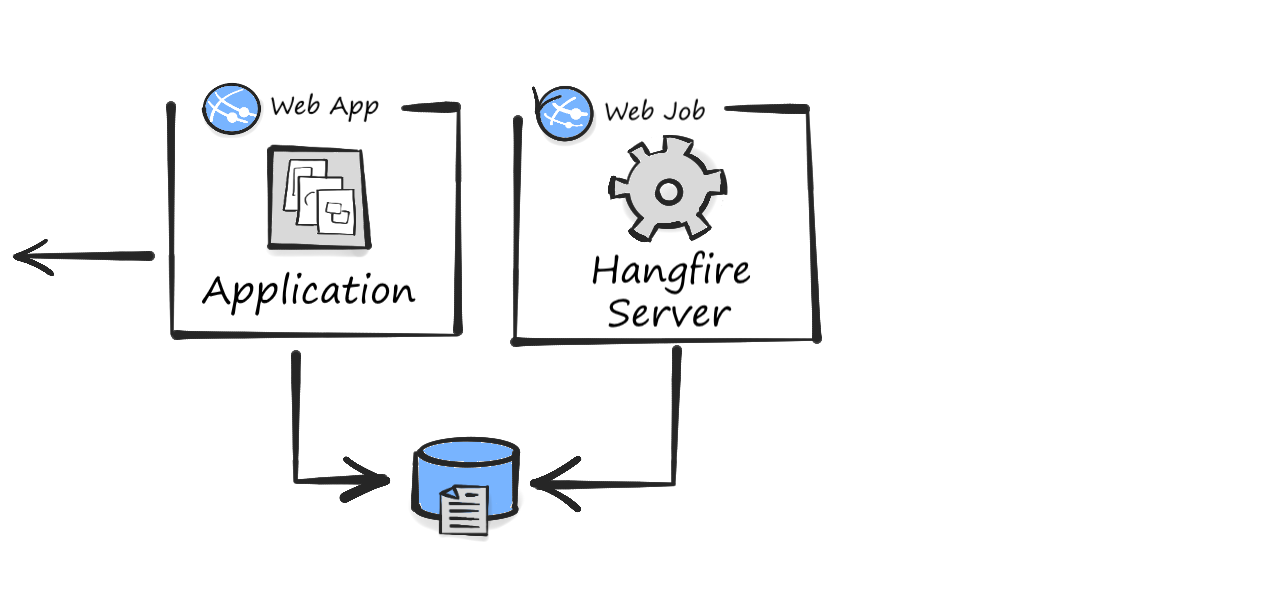 Web App
Application
Web Job
Hangfire
Server